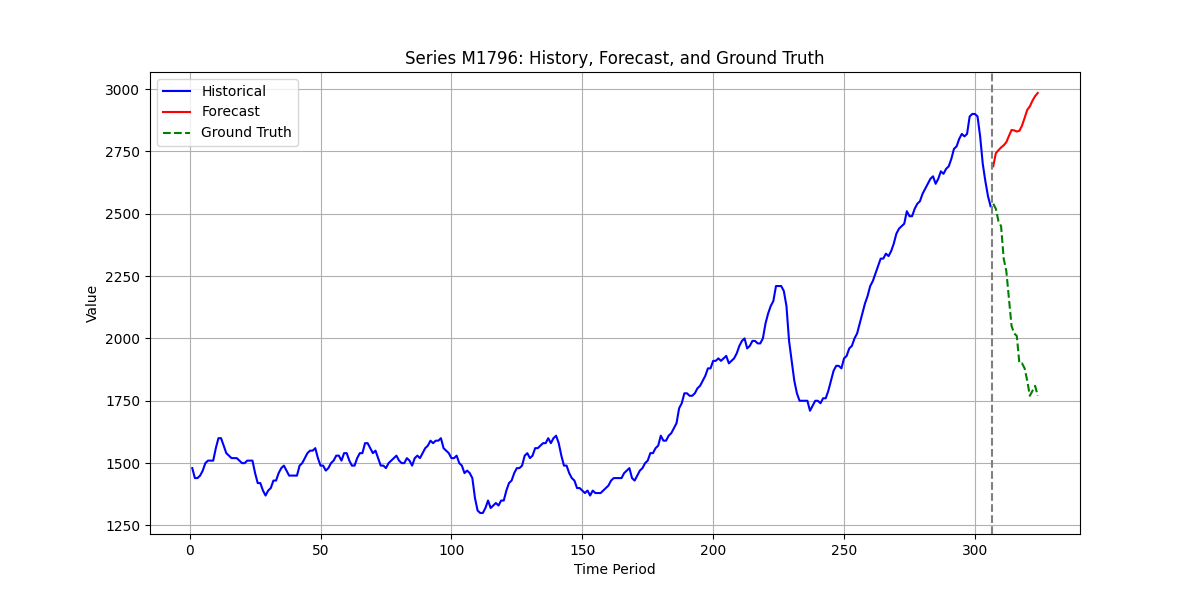 Series M1796: History, Forecast, and Ground Truth
Historical
Forecast
Ground Truth
3000
2750
2500
2250
2000
1750
1500
1250
Value
0 50 100 150 200 250 300
Time Period